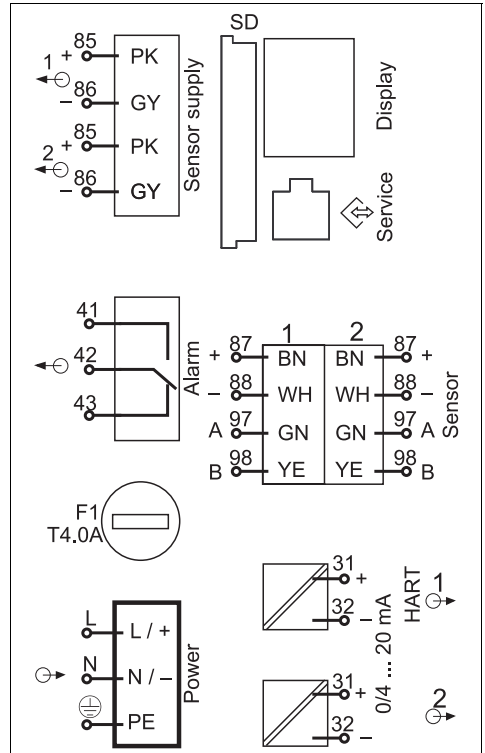 SD
1 + 85 PK
− 86 GY
2 + 85 PK
− 86 GY
Sensor supply
Display
Service
41
42
43
Alarm
1 2
+ 87 BN BN 87 +
− 88 WH WH 88 −
A 97 GN GN 97 A
B 98 YE YE 98 B
Sensor
F1
T4.0A
L L / +
N N / −
PE
Power
31 +
32 −
31 +
32 −
0/4 ... 20 mA
HART
1
2